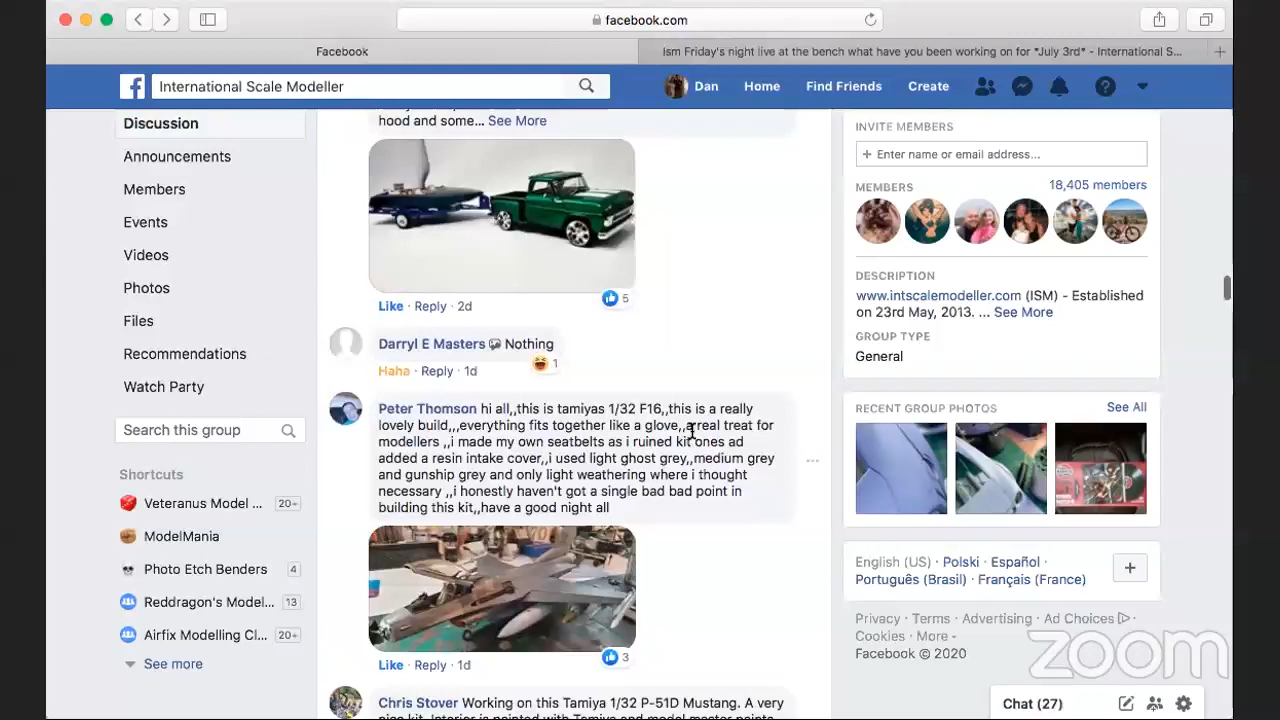 facebook.com
Facebook
Ism Friday's night live at the bench what have you been working on for *July 3rd* - International S...
International Scale Modeller
Dan
Home
Find Friends
Create
Discussion
Announcements
Members
Events
Videos
Photos
Files
Recommendations
Watch Party
Search this group
Shortcuts
Veteranus Model ... 20+
ModelMania
Photo Etch Benders 4
Reddragon's Model... 13
Airfix Modelling Cl... 20+
See more
hood and some... See More
Like · Reply · 2d
5
Darryl E Masters Nothing
1
Haha · Reply · 1d
Peter Thomson hi all,,this is tamiyas 1/32 F16,,this is a really
lovely build,,,everything fits together like a glove,,a real treat for
modellers ,,i made my own seatbelts as i ruined kit ones ad
added a resin intake cover,,i used light ghost grey,,medium grey
and gunship grey and only light weathering where i thought
necessary ,,i honestly haven't got a single bad bad point in
building this kit,,have a good night all
Like · Reply · 1d
3
Chris Stover Working on this Tamiya 1/32 P-51D Mustang. A very
INVITE MEMBERS
+ Enter name or email address...
MEMBERS
18,405 members
DESCRIPTION
www.intscalemodeller.com (ISM) - Established
on 23rd May, 2013. ... See More
GROUP TYPE
General
RECENT GROUP PHOTOS
See All
English (US) · Polski · Español ·
Português (Brasil) · Français (France)
Privacy · Terms · Advertising · Ad Choices ·
Cookies · More
Facebook © 2020
zoom
Chat (27)